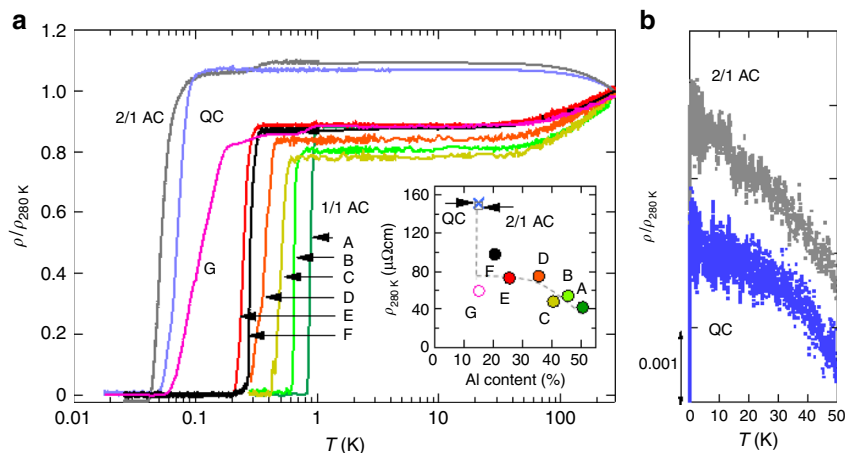 a
b
1.2
1.0
0.8
0.6
0.4
0.2
0
ρ/ρ280 K
2/1 AC
QC
G
1/1 AC
A
B
C
D
E
F
0.01
0.1
1
10
100
T (K)
160
120
80
40
0
ρ280 K (μΩcm)
QC
2/1 AC
F
D
B
A
E
G
C
0
10
20
30
40
50
Al content (%)
2/1 AC
ρ/ρ280 K
QC
0.001
0
10
20
30
40
50
T (K)